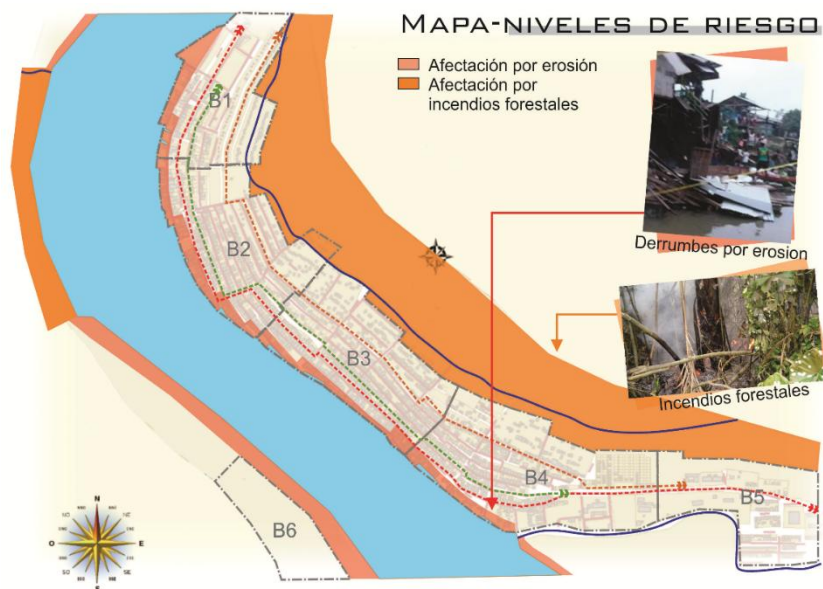 MAPA-NIVELES DE RIESGO
Afectación por erosión
Afectación por
incendios forestales
B1
B2
B3
B4
B5
B6
Derrumbes por erosion
Incendios forestales
N
O
E
S